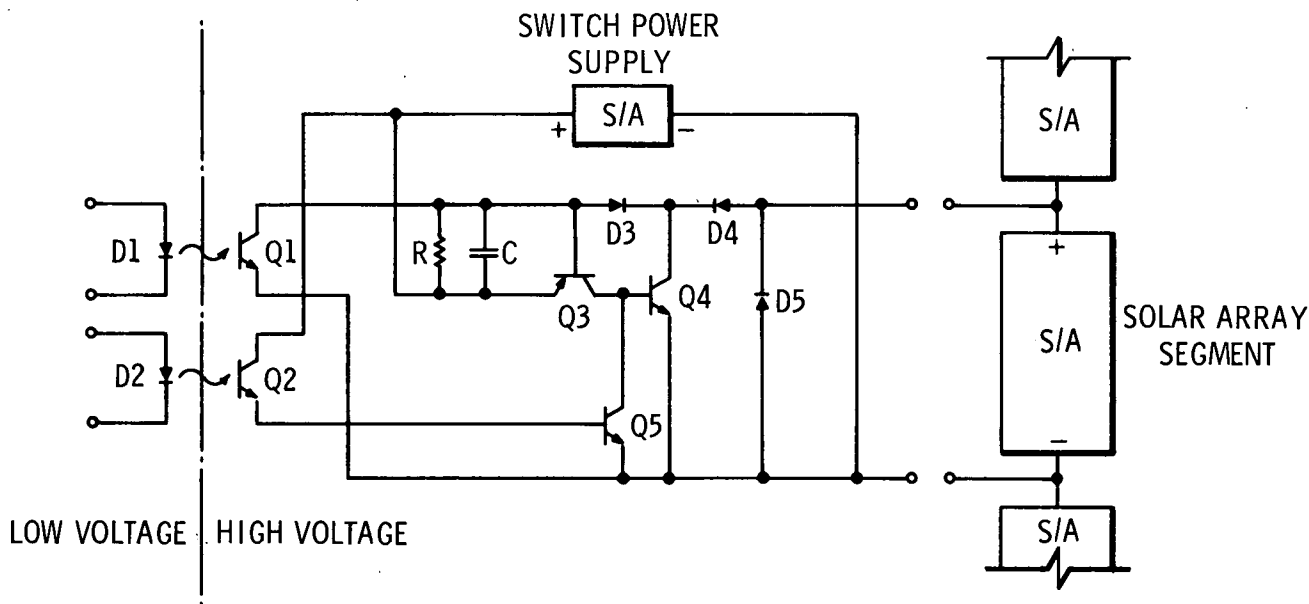 SWITCH POWER
SUPPLY
S/A
+
−
S/A
D1
Q1
R
C
D3
D4
Q3
Q4
D5
+
S/A
−
SOLAR ARRAY
SEGMENT
D2
Q2
Q5
LOW VOLTAGE
HIGH VOLTAGE
S/A